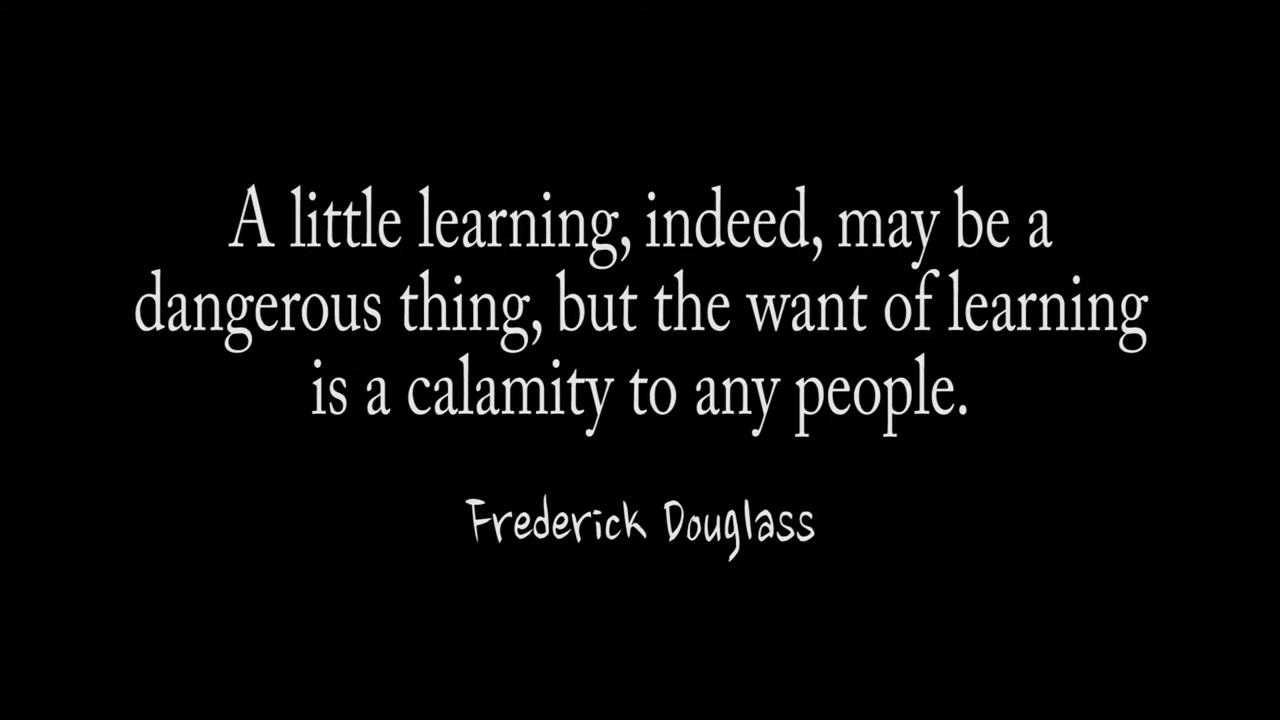 A little learning, indeed, may be a
dangerous thing, but the want of learning
is a calamity to any people.
Frederick Douglass